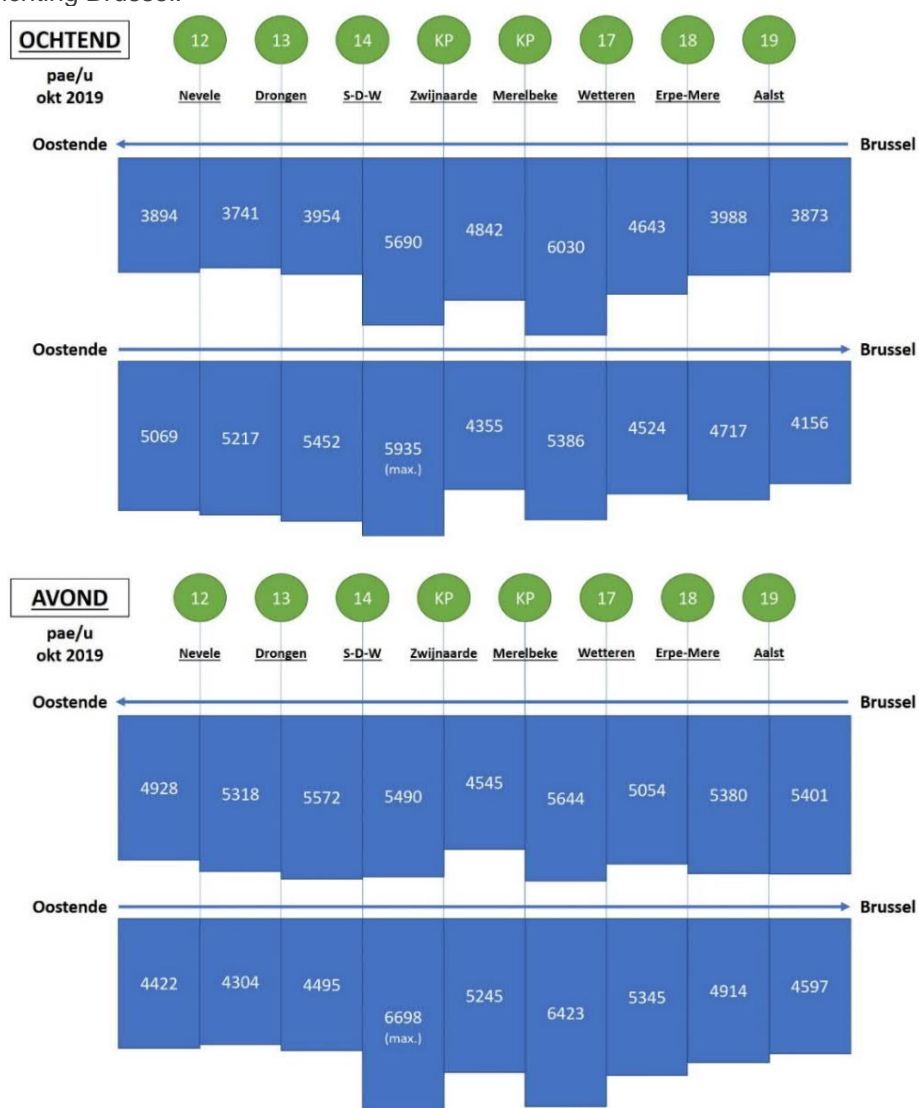 OCHTEND
12 13 14 KP KP 17 18 19
pae/u
okt 2019
Nevele Drongen S-D-W Zwijnaarde Merelbeke Wetteren Erpe-Mere Aalst
Oostende Brussel
3894 3741 3954 5690 4842 6030 4643 3988 3873
Oostende Brussel
5069 5217 5452 5935 4355 5386 4524 4717 4156
(max.)
AVOND
12 13 14 KP KP 17 18 19
pae/u
okt 2019
Nevele Drongen S-D-W Zwijnaarde Merelbeke Wetteren Erpe-Mere Aalst
Oostende Brussel
4928 5318 5572 5490 4545 5644 5054 5380 5401
Oostende Brussel
4422 4304 4495 6698 5245 6423 5345 4914 4597
(max.)